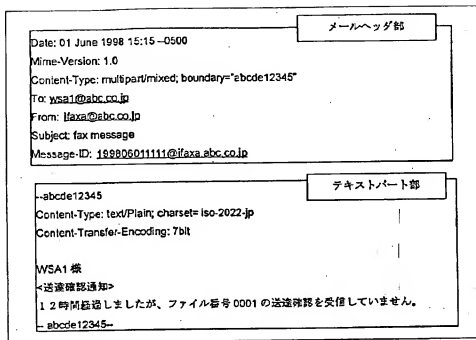 メールヘッダ部
Date: 01 June 1998 15:15 –0500
Mime-Version: 1.0
Content-Type: multipart/mixed; boundary="abcde12345"
To: wsa1@abc.co.jp
From: Ifaxa@abc.co.jp
Subject: fax message
Message-ID: 199806011111@ifaxa.abc.co.jp
テキストパート部
--abcde12345
Content-Type: text/Plain; charset= iso-2022-jp
Content-Transfer-Encoding: 7bit
WSA1 様
<送達確認通知>
１２時間経過しましたが、ファイル番号 0001 の送達確認を受信していません。
-- abcde12345--